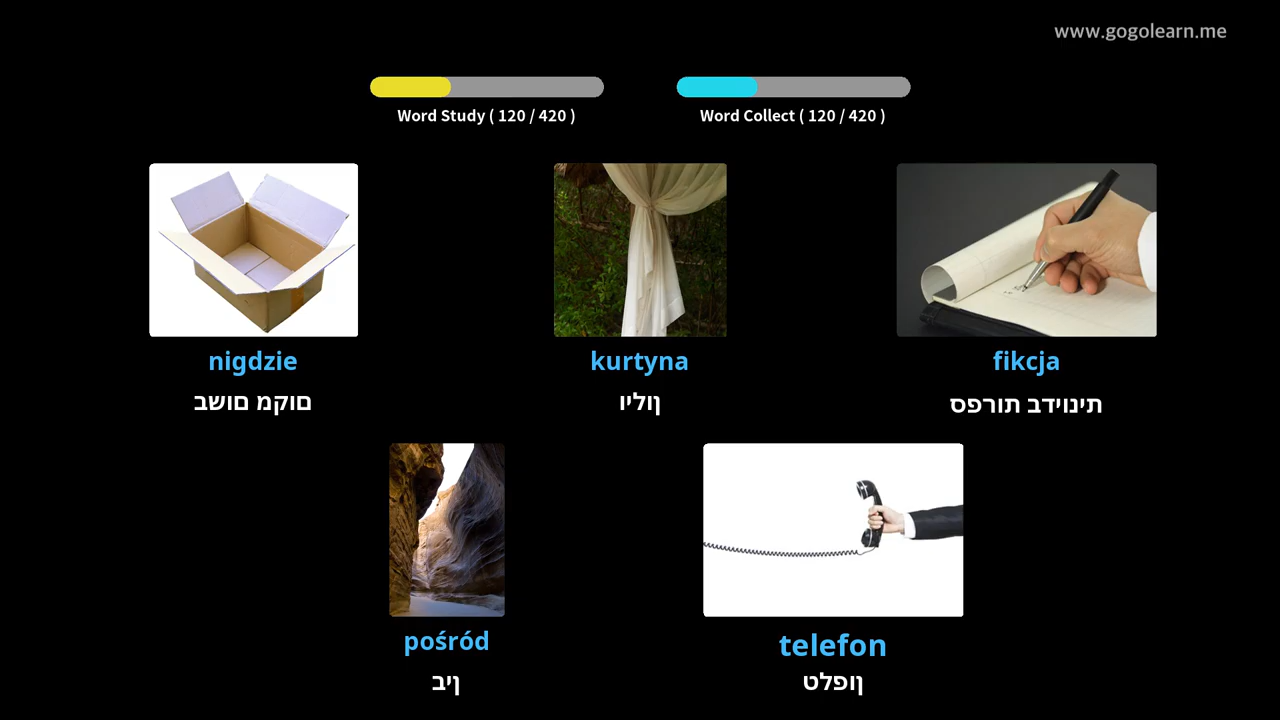 www.gogolearn.me
Word Study ( 120 / 420 )
Word Collect ( 120 / 420 )
nigdzie
בשום מקום
kurtyna
וילון
fikcja
ספרות בדיונית
pośród
בין
telefon
טלפון